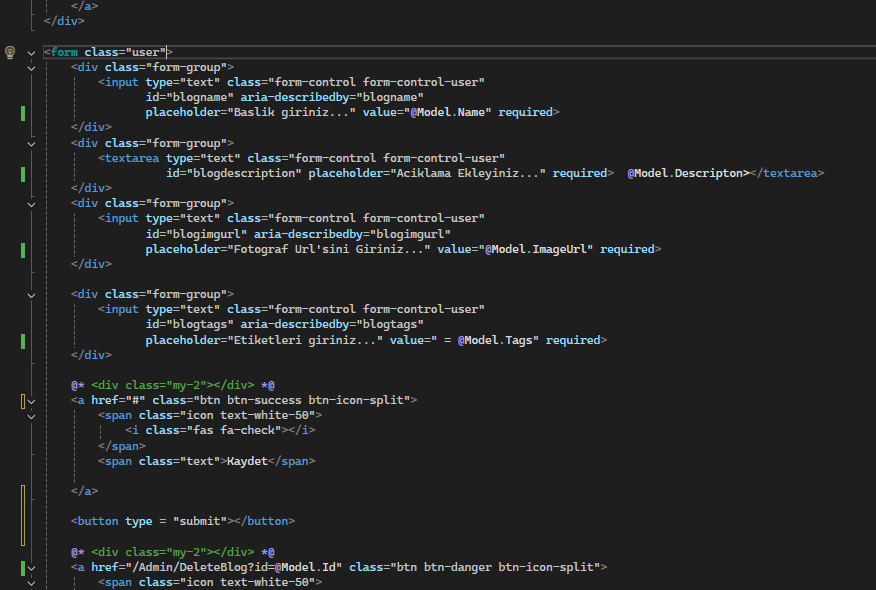 </a>
</div>
<form class="user">
<div class="form-group">
<input type="text" class="form-control form-control-user"
id="blogname" aria-describedby="blogname"
placeholder="Baslik giriniz..." value="@Model.Name" required>
</div>
<div class="form-group">
<textarea type="text" class="form-control form-control-user"
id="blogdescription" placeholder="Aciklama Ekleyiniz..." required>  @Model.Descripton></textarea>
</div>
<div class="form-group">
<input type="text" class="form-control form-control-user"
id="blogimgurl" aria-describedby="blogimgurl"
placeholder="Fotograf Url'sini Giriniz..." value="@Model.ImageUrl" required>
</div>
<div class="form-group">
<input type="text" class="form-control form-control-user"
id="blogtags" aria-describedby="blogtags"
placeholder="Etiketleri giriniz..." value=" = @Model.Tags" required>
</div>
@* <div class="my-2"></div> *@
<a href="#" class="btn btn-success btn-icon-split">
<span class="icon text-white-50">
<i class="fas fa-check"></i>
</span>
<span class="text">Kaydet</span>
</a>
<button type = "submit"></button>
@* <div class="my-2"></div> *@
<a href="/Admin/DeleteBlog?id=@Model.Id" class="btn btn-danger btn-icon-split">
<span class="icon text-white-50">